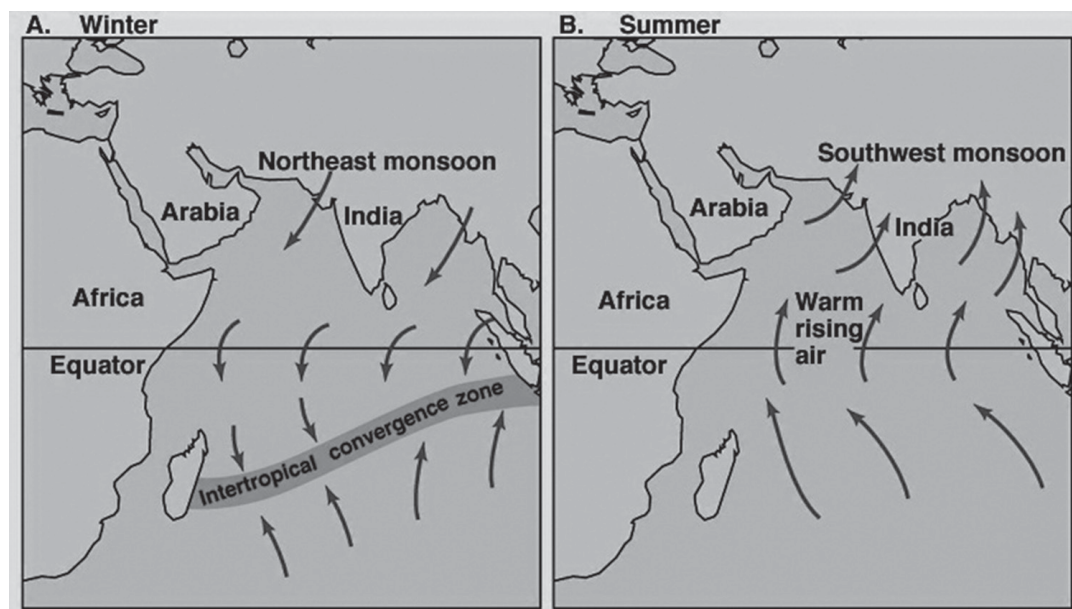 A. Winter
Northeast monsoon
Arabia
India
Africa
Equator
Intertropical convergence zone
B. Summer
Southwest monsoon
Arabia
India
Africa
Warm
rising
air
Equator